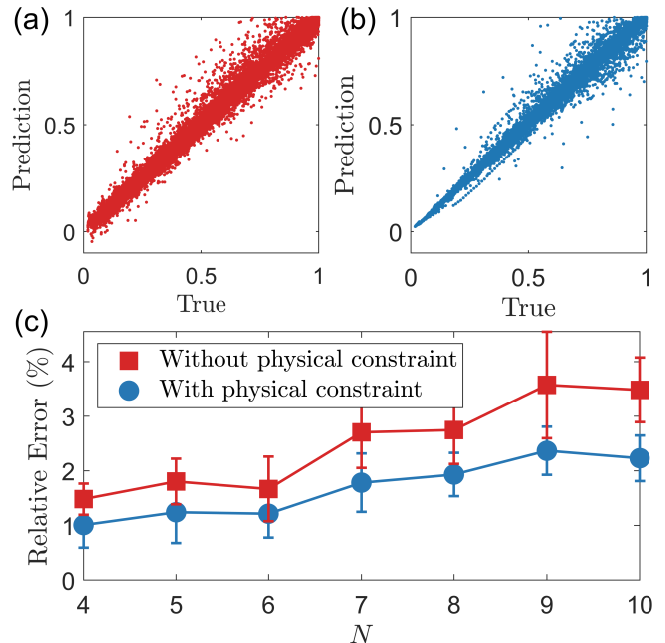 (a)
(b)
1
0.5
0
Prediction
0
0.5
1
True
1
0.5
0
Prediction
0
0.5
1
True
(c)
Without physical constraint
With physical constraint
4
3
2
1
0
Relative Error (%)
4
5
6
7
8
9
10
N